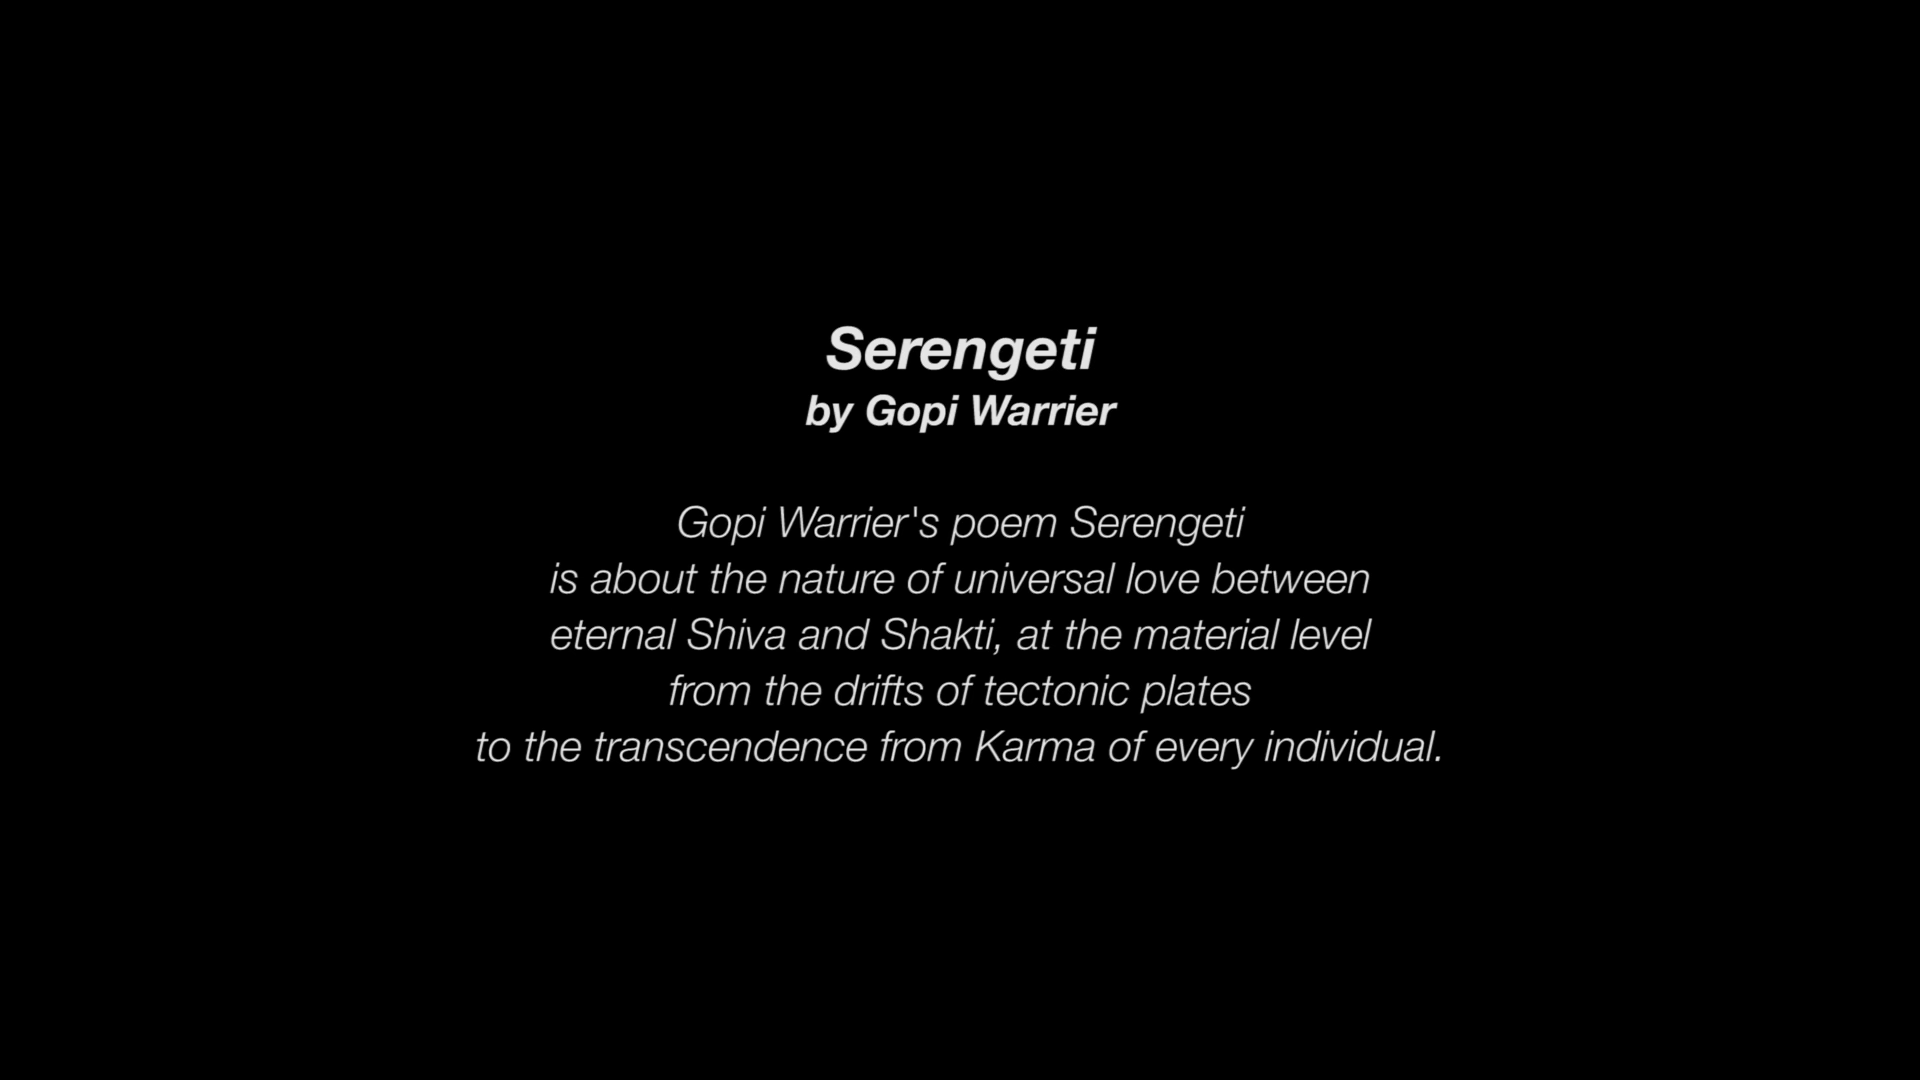 Serengeti
by Gopi Warrier
Gopi Warrier's poem Serengeti
is about the nature of universal love between
eternal Shiva and Shakti, at the material level
from the drifts of tectonic plates
to the transcendence from Karma of every individual.